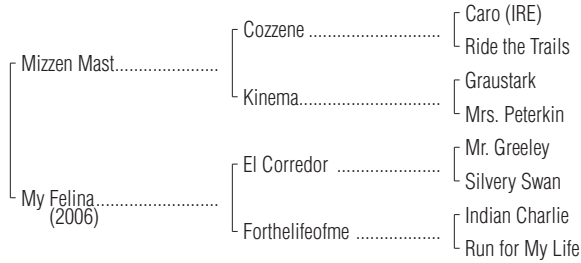 Caro (IRE)
Cozzene ........................................
Ride the Trails
Mizzen Mast........................
Graustark
Kinema...........................................
Mrs. Peterkin
Mr. Greeley
El Corredor ................................
Silvery Swan
My Felina............................
(2006)
Indian Charlie
Forthelifeofme .........................
Run for My Life